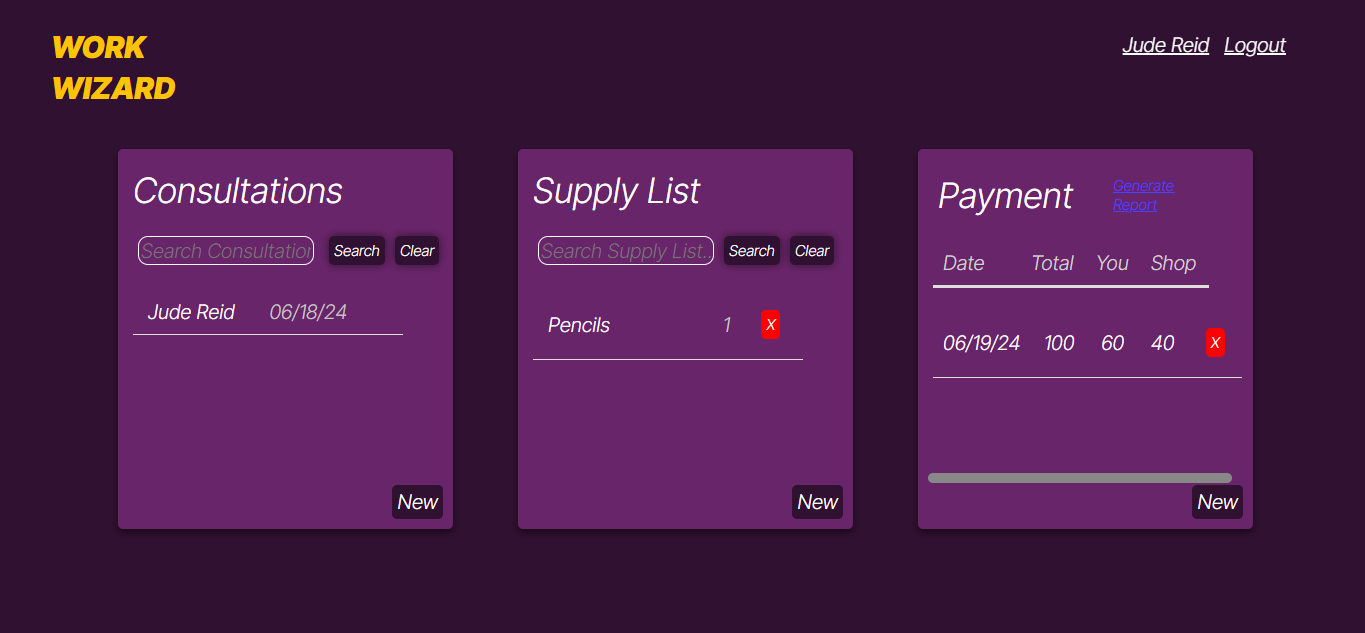 WORK
WIZARD
Jude Reid Logout
Consultations
Search Consultation
Search Clear
Jude Reid 06/18/24
New
Supply List
Search Supply List..
Search Clear
Pencils 1 X
New
Payment
Generate
Report
Date Total You Shop
06/19/24 100 60 40 X
New